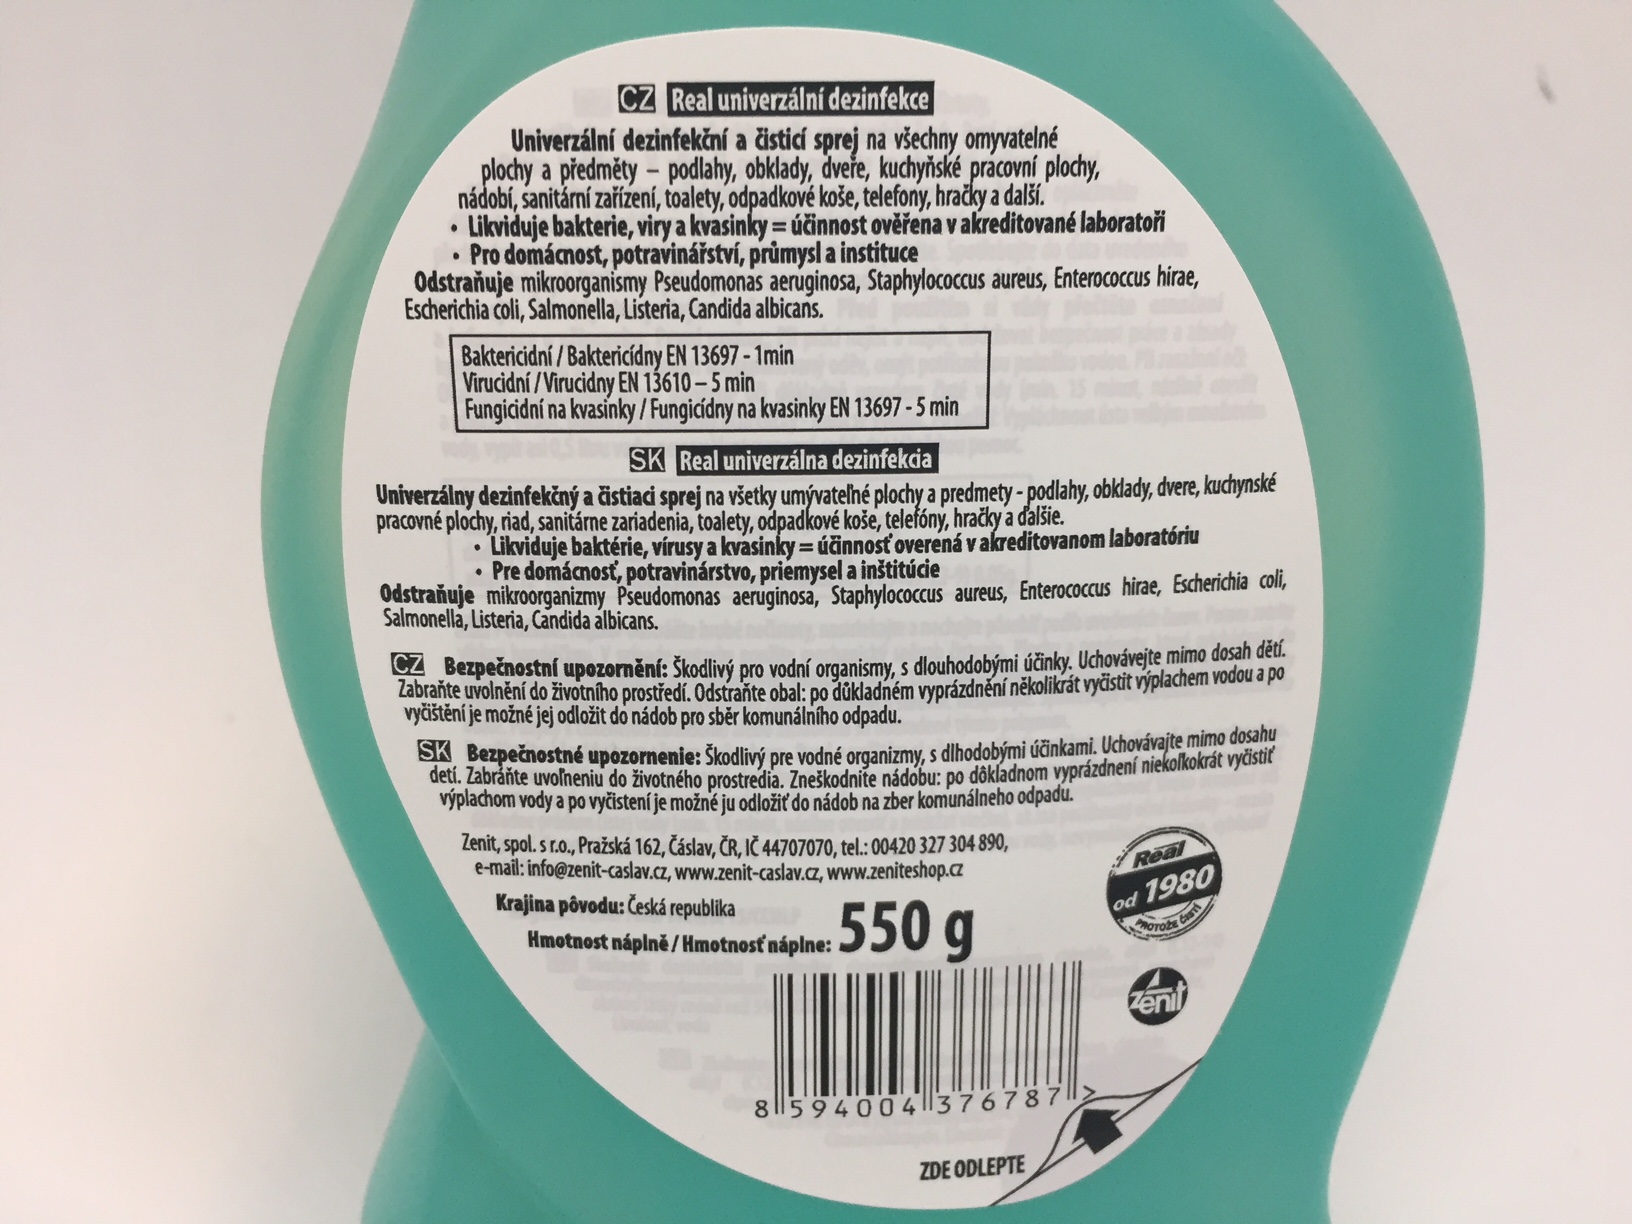 CZ Real univerzální dezinfekce
Univerzální dezinfekční a čisticí sprej na všechny omyvatelné
plochy a předměty – podlahy, obklady, dveře, kuchyňské pracovní plochy,
nádobí, sanitární zařízení, toalety, odpadkové koše, telefony, hračky a další.
• Likviduje bakterie, viry a kvasinky = účinnost ověřena v akreditované laboratoři
• Pro domácnost, potravinářství, průmysl a instituce
Odstraňuje mikroorganismy Pseudomonas aeruginosa, Staphylococcus aureus, Enterococcus hirae,
Escherichia coli, Salmonella, Listeria, Candida albicans.
Baktericidní / Baktericídny EN 13697 - 1min
Virucidní / Virucidny EN 13610 – 5 min
Fungicidní na kvasinky / Fungicídny na kvasinky EN 13697 - 5 min
SK Real univerzálna dezinfekcia
Univerzálny dezinfekčný a čistiaci sprej na všetky umývateľné plochy a predmety - podlahy, obklady, dvere, kuchynské
pracovné plochy, riad, sanitárne zariadenia, toalety, odpadkové koše, telefóny, hračky a ďalšie.
• Likviduje baktérie, vírusy a kvasinky = účinnosť overená v akreditovanom laboratóriu
• Pre domácnosť, potravinárstvo, priemysel a inštitúcie
Odstraňuje mikroorganizmy Pseudomonas aeruginosa, Staphylococcus aureus, Enterococcus hirae, Escherichia coli,
Salmonella, Listeria, Candida albicans.
CZ Bezpečnostní upozornění: Škodlivý pro vodní organismy, s dlouhodobými účinky. Uchovávejte mimo dosah dětí.
Zabraňte uvolnění do životního prostředí. Odstraňte obal: po důkladném vyprázdnění několikrát vyčistit výplachem vodou a po
vyčištění je možné jej odložit do nádob pro sběr komunálního odpadu.
SK Bezpečnostné upozornenie: Škodlivý pre vodné organizmy, s dlhodobými účinkami. Uchovávajte mimo dosahu
detí. Zabráňte uvoľneniu do životného prostredia. Zneškodnite nádobu: po dôkladnom vyprázdnení niekoľkokrát vyčistiť
výplachom vody a po vyčistení je možné ju odložiť do nádob na zber komunálneho odpadu.
Zenit, spol. s r.o., Pražská 162, Čáslav, ČR, IČ 44707070, tel.: 00420 327 304 890,
e-mail: info@zenit-caslav.cz, www.zenit-caslav.cz, www.zeniteshop.cz
Krajina pôvodu: Česká republika
Hmotnost náplně / Hmotnosť náplne: 550 g
Real
od 1980
PROTOŽE ČISTÍ
Zenit
8 594004 376787 >
ZDE ODLEPTE